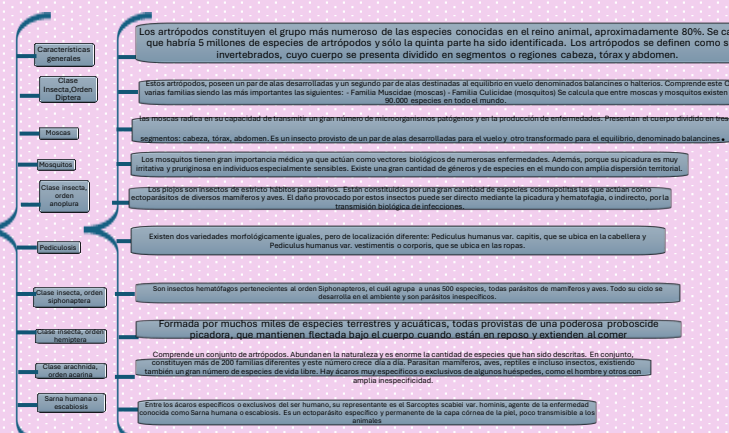 Características
generales
Los artrópodos constituyen el grupo más numeroso de las especies conocidas en el reino animal, aproximadamente 80%. Se ca
que habría 5 millones de especies de artrópodos y sólo la quinta parte ha sido identificada. Los artrópodos se definen como s
invertebrados, cuyo cuerpo se presenta dividido en segmentos o regiones cabeza, tórax y abdomen.
Clase
Insecta,Orden
Diptera
Estos artrópodos, poseen un par de alas desarrolladas y un segundo par de alas destinadas al equilibrio en vuelo denominados balancines o halterios. Comprende este O
varias familias siendo las más importantes las siguientes: - Familia Muscidae (moscas) - Familia Culicidae (mosquitos) Se calcula que entre moscas y mosquitos existen
90.000 especies en todo el mundo.
Moscas
las moscas radica en su capacidad de transmitir un gran número de microorganismos patógenos y en la producción de enfermedades. Presentan el cuerpo dividido en tres
segmentos: cabeza, tórax, abdomen. Es un insecto provisto de un par de alas desarrolladas para el vuelo y otro transformado para el equilibrio, denominado balancines.
Mosquitos
Los mosquitos tienen gran importancia médica ya que actúan como vectores biológicos de numerosas enfermedades. Además, porque su picadura es muy
irritativa y pruriginosa en individuos especialmente sensibles. Existe una gran cantidad de géneros y de especies en el mundo con amplia dispersión territorial.
Clase insecta,
orden
anoplura
Los piojos son insectos de estricto hábitos parasitarios. Están constituidos por una gran cantidad de especies cosmopolitas las que actúan como
ectoparásitos de diversos mamíferos y aves. El daño provocado por estos insectos puede ser directo mediante la picadura y hematofagia, o indirecto, por la
transmisión biológica de infecciones.
Pediculosis
Existen dos variedades morfológicamente iguales, pero de localización diferente: Pediculus humanus var. capitis, que se ubica en la cabellera y
Pediculus humanus var. vestimentis o corporis, que se ubica en las ropas.
Clase insecta, orden
siphonaptera
Son insectos hematófagos pertenecientes al orden Siphonapteros, el cuál agrupa a unas 500 especies, todas parásitos de mamíferos y aves. Todo su ciclo se
desarrolla en el ambiente y son parásitos inespecíficos.
Clase insecta, orden
hemiptera
Formada por muchos miles de especies terrestres y acuáticas, todas provistas de una poderosa proboscide
picadora, que mantienen flectada bajo el cuerpo cuando están en reposo y extienden al comer
Clase arachnida,
orden acarina
Comprende un conjunto de artrópodos. Abundan en la naturaleza y es enorme la cantidad de especies que han sido descritas. En conjunto,
constituyen más de 200 familias diferentes y este número crece día a día. Parasitan mamíferos, aves, reptiles e incluso insectos, existiendo
también un gran número de especies de vida libre. Hay ácaros muy específicos o exclusivos de algunos huéspedes, como el hombre y otros con
amplia inespecificidad.
Sarna humana o
escabiosis
Entre los ácaros específicos o exclusivos del ser humano, su representante es el Sarcoptes scabiei var. hominis, agente de la enfermedad
conocida como Sarna humana o escabiosis. Es un ectoparásito específico y permanente de la capa córnea de la piel, poco transmisible a los
animales